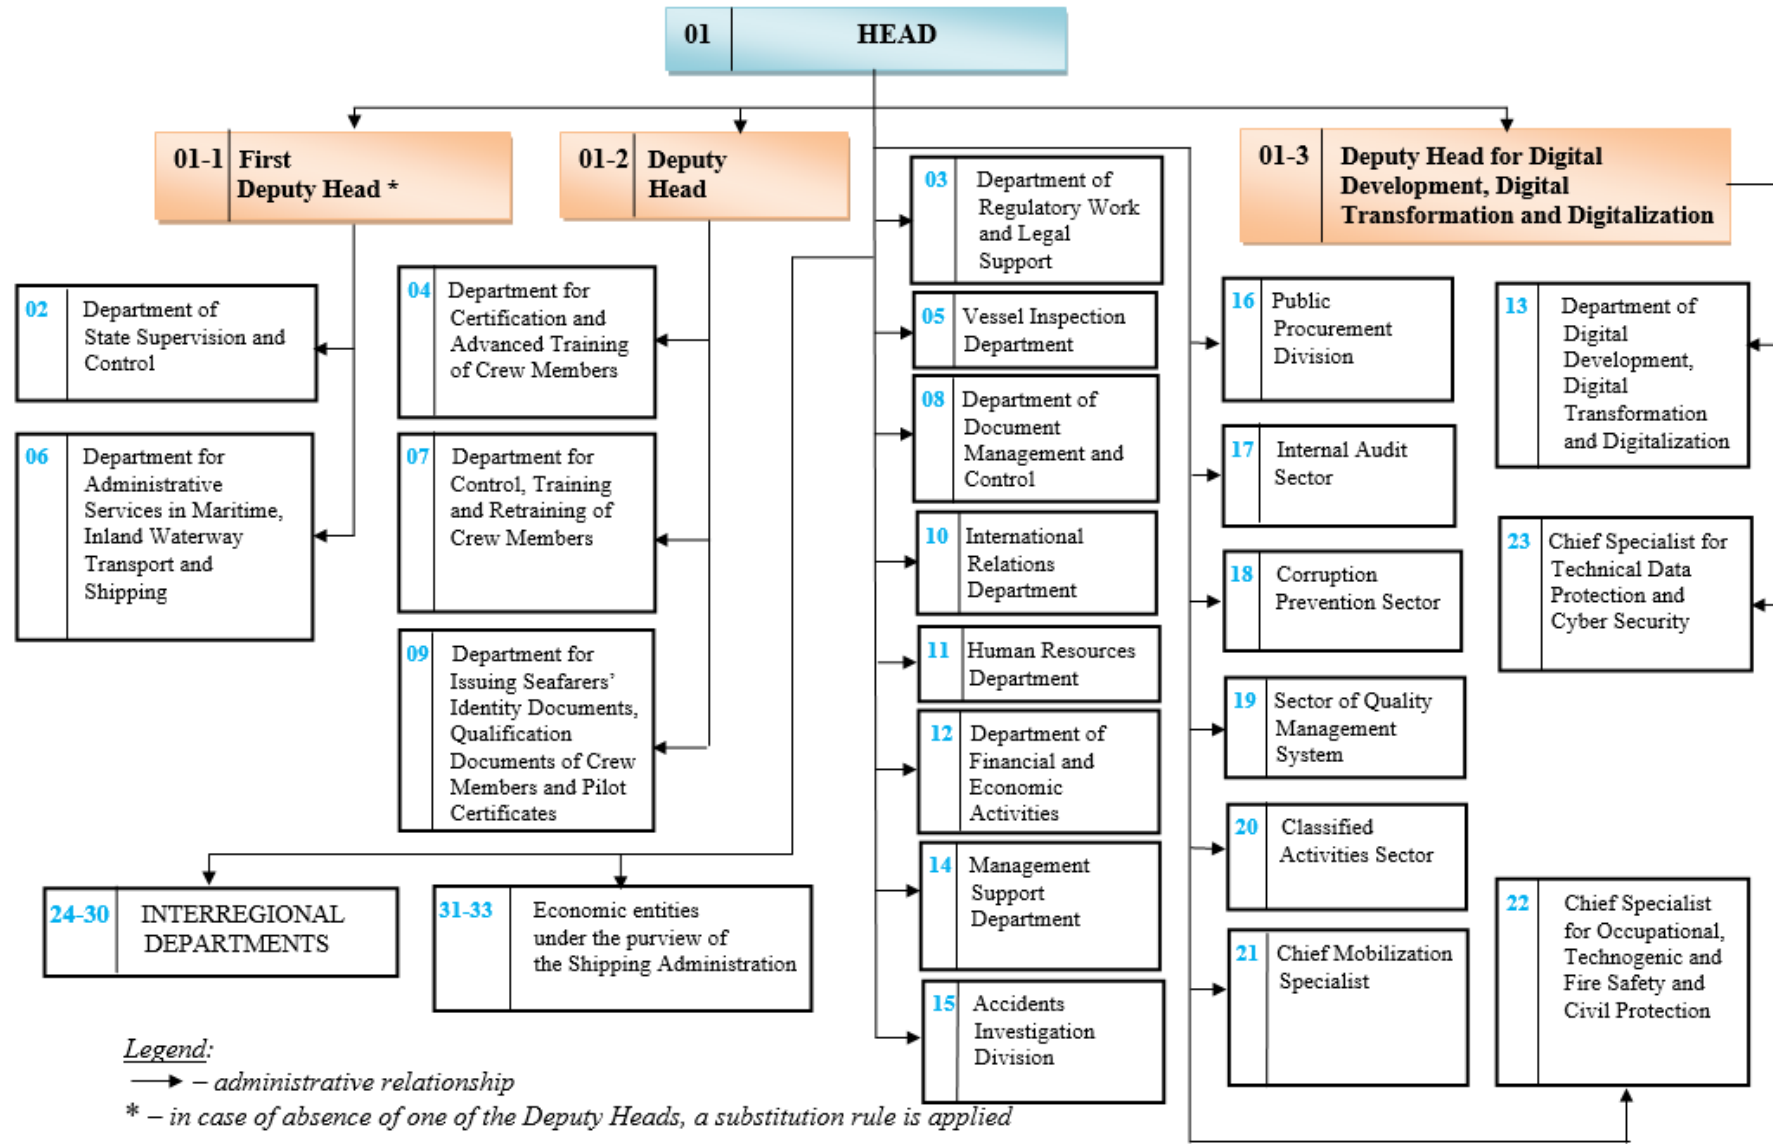 01 HEAD
01-1 First
Deputy Head *
01-2 Deputy
Head
01-3 Deputy Head for Digital
Development, Digital
Transformation and Digitalization
02 Department of
State Supervision and
Control
06 Department for
Administrative
Services in Maritime,
Inland Waterway
Transport and
Shipping
04 Department for
Certification and
Advanced Training
of Crew Members
07 Department for
Control, Training
and Retraining of
Crew Members
09 Department for
Issuing Seafarers’
Identity Documents,
Qualification
Documents of Crew
Members and Pilot
Certificates
03 Department of
Regulatory Work
and Legal
Support
05 Vessel Inspection
Department
08 Department of
Document
Management and
Control
10 International
Relations
Department
11 Human Resources
Department
12 Department of
Financial and
Economic
Activities
14 Management
Support
Department
15 Accidents
Investigation
Division
16 Public
Procurement
Division
17 Internal Audit
Sector
18 Corruption
Prevention Sector
19 Sector of Quality
Management
System
20 Classified
Activities Sector
21 Chief Mobilization
Specialist
13 Department of
Digital
Development,
Digital
Transformation
and Digitalization
23 Chief Specialist for
Technical Data
Protection and
Cyber Security
22 Chief Specialist
for Occupational,
Technogenic and
Fire Safety and
Civil Protection
24-30 INTERREGIONAL
DEPARTMENTS
31-33 Economic entities
under the purview of
the Shipping Administration
Legend:
– administrative relationship
* – in case of absence of one of the Deputy Heads, a substitution rule is applied